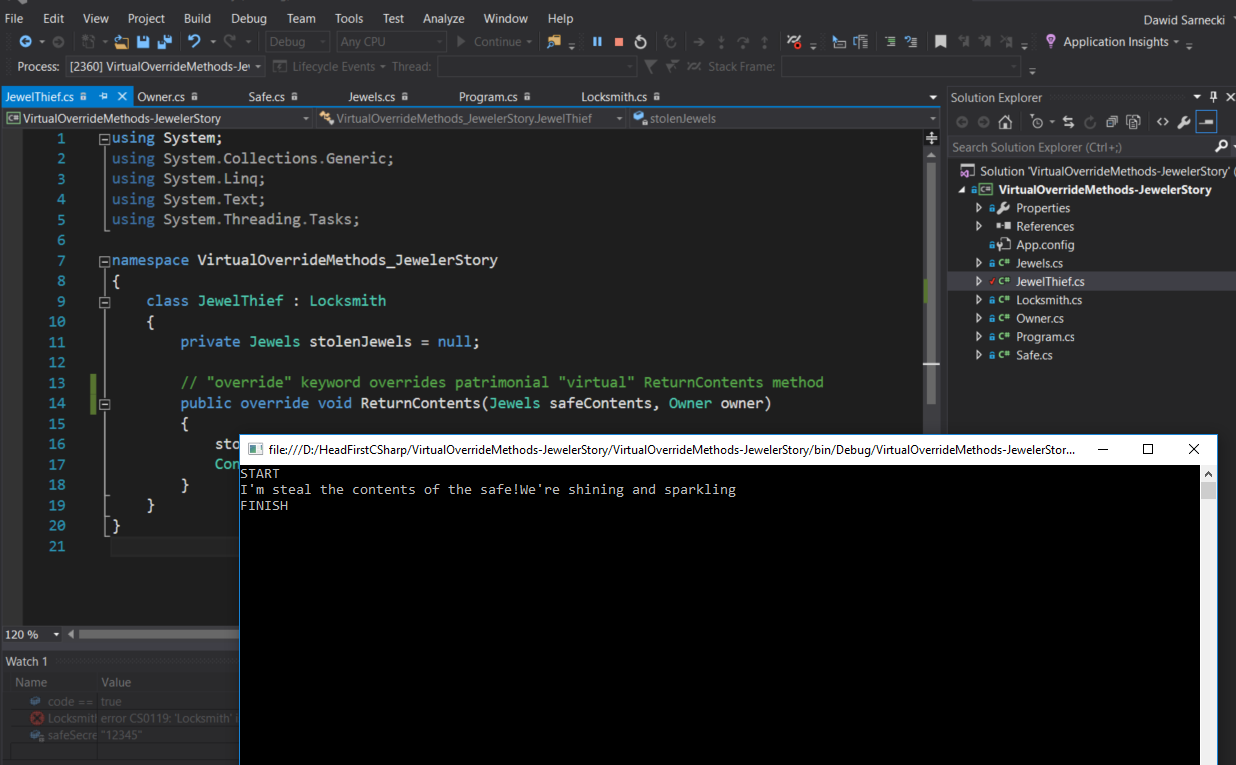 File Edit View Project Build Debug Team Tools Test Analyze Window Help
Dawid Sarnecki
Debug Any CPU Continue Application Insights
Process: [2360] VirtualOverrideMethods-Je Lifecycle Events Thread: Stack Frame:
JewelThief.cs Owner.cs Safe.cs Jewels.cs Program.cs Locksmith.cs
VirtualOverrideMethods-JewelerStory VirtualOverrideMethods_JewelerStory.JewelThief stolenJewels
1 using System;
2 using System.Collections.Generic;
3 using System.Linq;
4 using System.Text;
5 using System.Threading.Tasks;
6
7 namespace VirtualOverrideMethods_JewelerStory
8 {
9 class JewelThief : Locksmith
10 {
11 private Jewels stolenJewels = null;
12
13 // "override" keyword overrides patrimonial "virtual" ReturnContents method
14 public override void ReturnContents(Jewels safeContents, Owner owner)
15 {
16 sto
17 Con
18 }
19 }
20 }
21
120 %
Watch 1
Name Value
code == true
Locksmith error CS0119: 'Locksmith' i
safeSecre "12345"
Solution Explorer
Search Solution Explorer (Ctrl+;)
Solution 'VirtualOverrideMethods-JewelerStory' (
VirtualOverrideMethods-JewelerStory
Properties
References
App.config
Jewels.cs
JewelThief.cs
Locksmith.cs
Owner.cs
Program.cs
Safe.cs
file:///D:/HeadFirstCSharp/VirtualOverrideMethods-JewelerStory/VirtualOverrideMethods-JewelerStory/bin/Debug/VirtualOverrideMethods-JewelerStor...
START
I'm steal the contents of the safe!We're shining and sparkling
FINISH